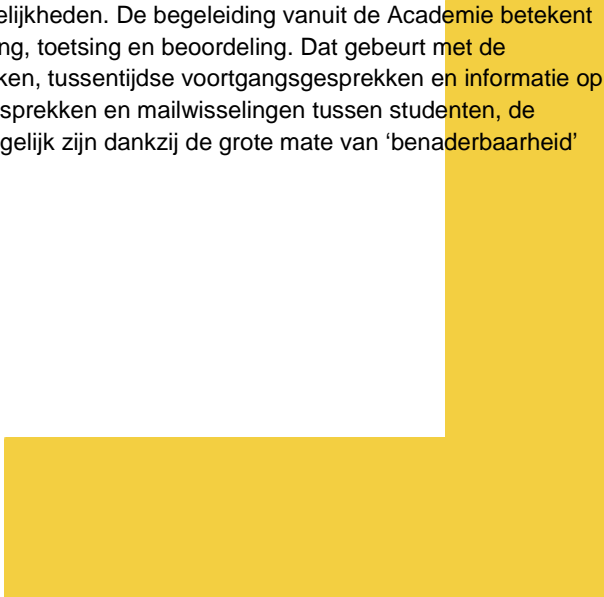 elijkheden. De begeleiding vanuit de Academie betekent
ng, toetsing en beoordeling. Dat gebeurt met de
ken, tussentijdse voortgangsgesprekken en informatie op
sprekken en mailwisselingen tussen studenten, de
gelijk zijn dankzij de grote mate van ‘benaderbaarheid’